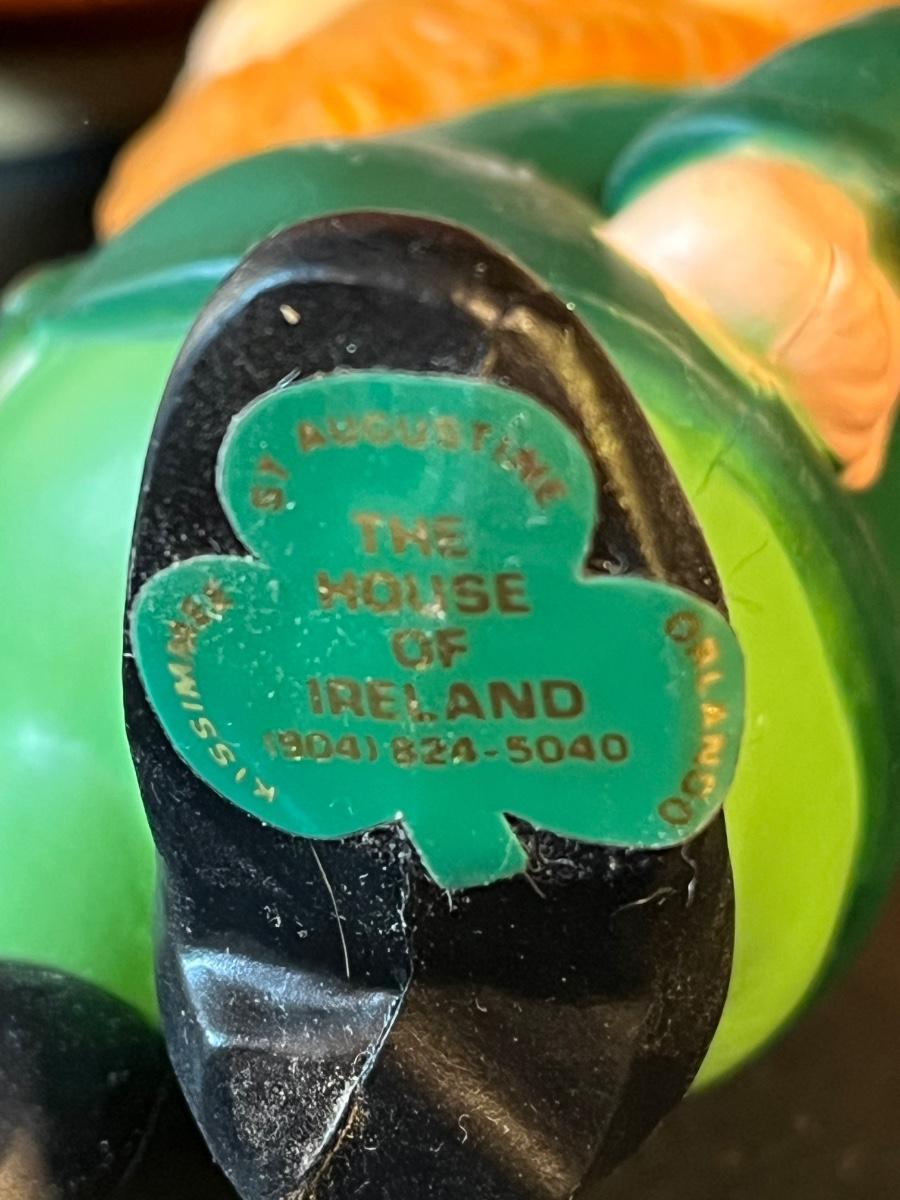 ST AUGUSTINE
THE
HOUSE
OF
IRELAND
(904) 824-5040
KISSIMMEE
ORLANDO